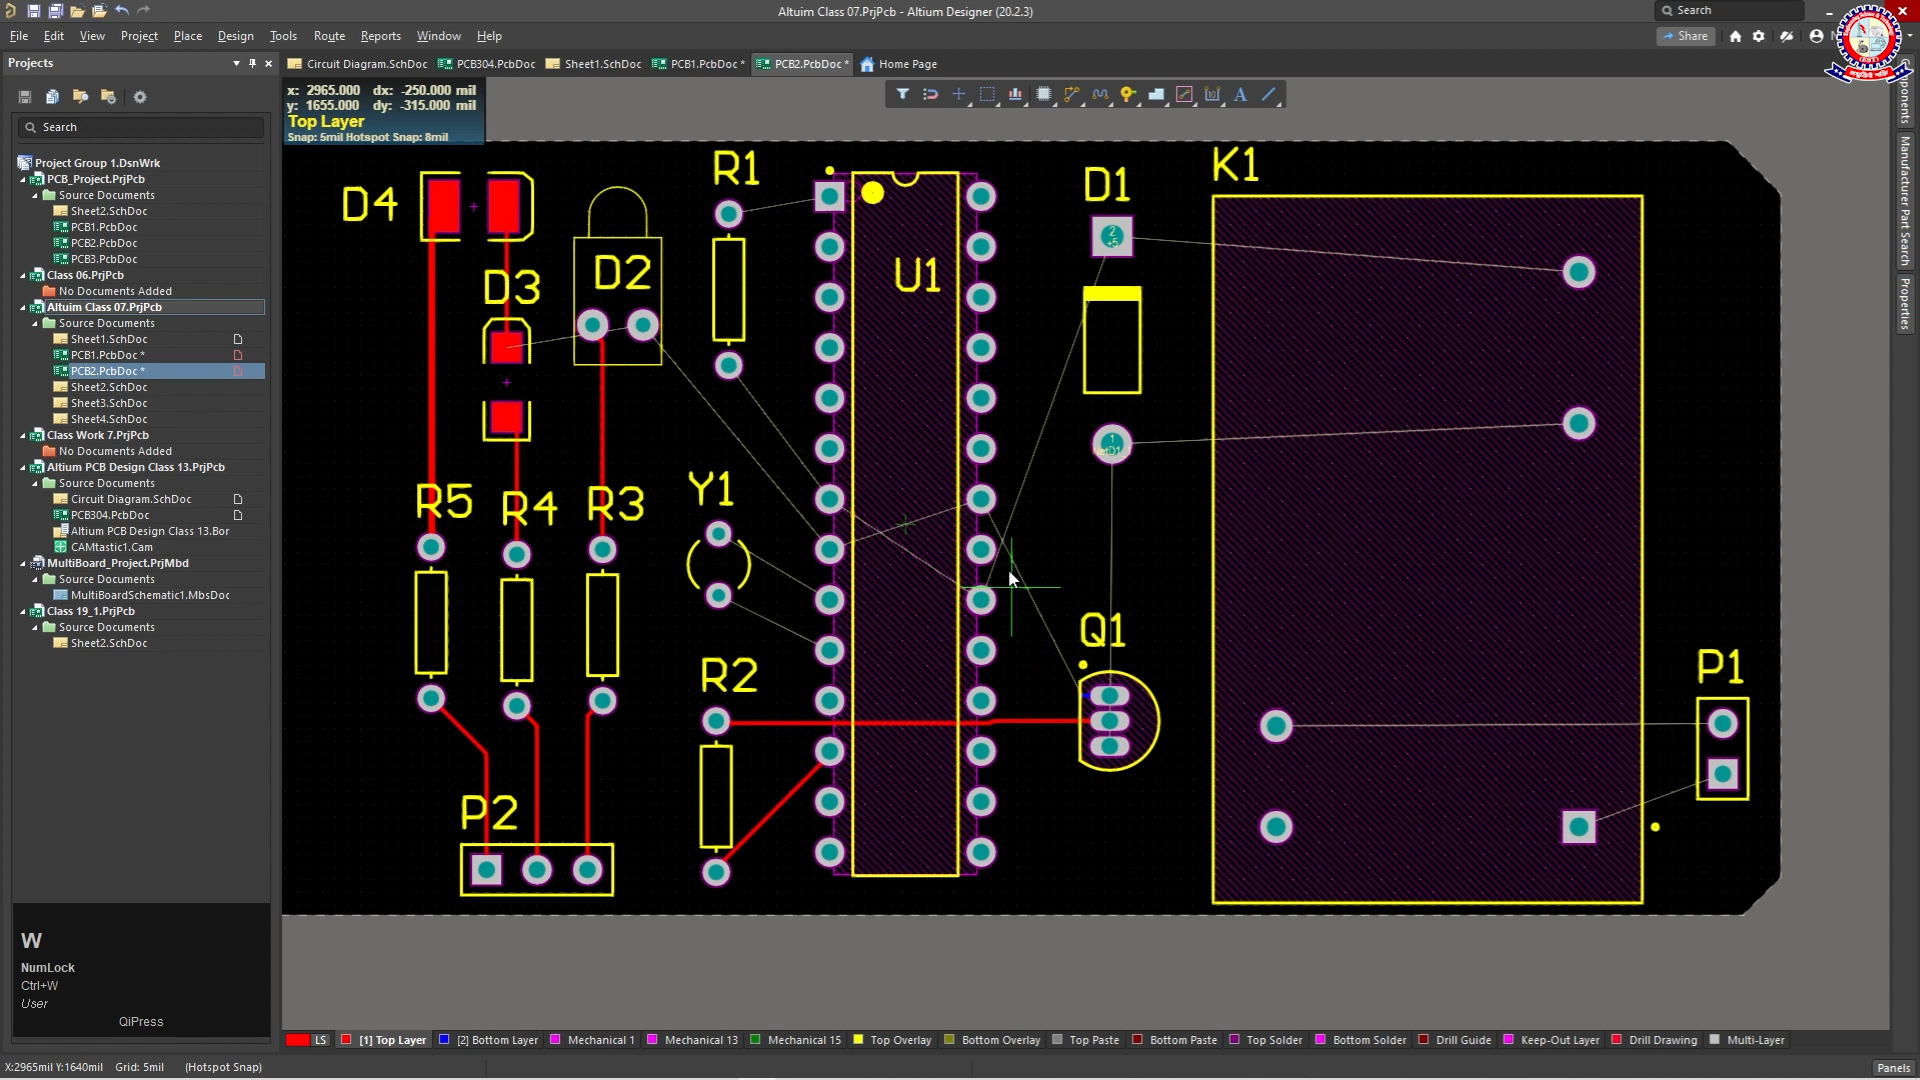 Altuim Class 07.PrjPcb - Altium Designer (20.2.3)
Search
File Edit View Project Place Design Tools Route Reports Window Help
Share
Projects
Circuit Diagram.SchDoc PCB304.PcbDoc Sheet1.SchDoc PCB1.PcbDoc * PCB2.PcbDoc * Home Page
x: 2965.000 dx: -250.000 mil
y: 1655.000 dy: -315.000 mil
Top Layer
Snap: 5mil Hotspot Snap: 8mil
Search
Project Group 1.DsnWrk
PCB_Project.PrjPcb
Source Documents
Sheet2.SchDoc
PCB1.PcbDoc
PCB2.PcbDoc
PCB3.PcbDoc
Class 06.PrjPcb
No Documents Added
Altuim Class 07.PrjPcb
Source Documents
Sheet1.SchDoc
PCB1.PcbDoc *
PCB2.PcbDoc *
Sheet2.SchDoc
Sheet3.SchDoc
Sheet4.SchDoc
Class Work 7.PrjPcb
No Documents Added
Altium PCB Design Class 13.PrjPcb
Source Documents
Circuit Diagram.SchDoc
PCB304.PcbDoc
Altium PCB Design Class 13.Bor
CAMtastic1.Cam
MultiBoard_Project.PrjMbd
Source Documents
MultiBoardSchematic1.MbsDoc
Class 19_1.PrjPcb
Source Documents
Sheet2.SchDoc
W
NumLock
Ctrl+W
User
QiPress
D4
R1
D1
K1
D3
D2
U1
2
+5
1
R5
R4
R3
Y1
R2
Q1
P1
P2
Manufacturer Part Search
Properties
LS [1] Top Layer [2] Bottom Layer Mechanical 1 Mechanical 13 Mechanical 15 Top Overlay Bottom Overlay Top Paste Bottom Paste Top Solder Bottom Solder Drill Guide Keep-Out Layer Drill Drawing Multi-Layer
X:2965mil Y:1640mil Grid: 5mil (Hotspot Snap)
Panels